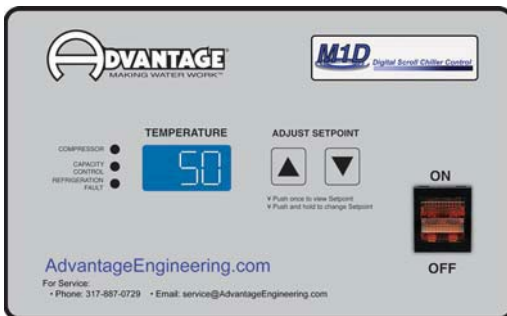 ADVANTAGE®
MAKING WATER WORK™
M1D Digital Scroll Chiller Control
TEMPERATURE
ADJUST SETPOINT
COMPRESSOR
CAPACITY
CONTROL
REFRIGERATION
FAULT
50
¥ Push once to view Setpoint
¥ Push and hold to change Setpoint
ON
OFF
AdvantageEngineering.com
For Service:
• Phone: 317-887-0729 • Email: service@AdvantageEngineering.com